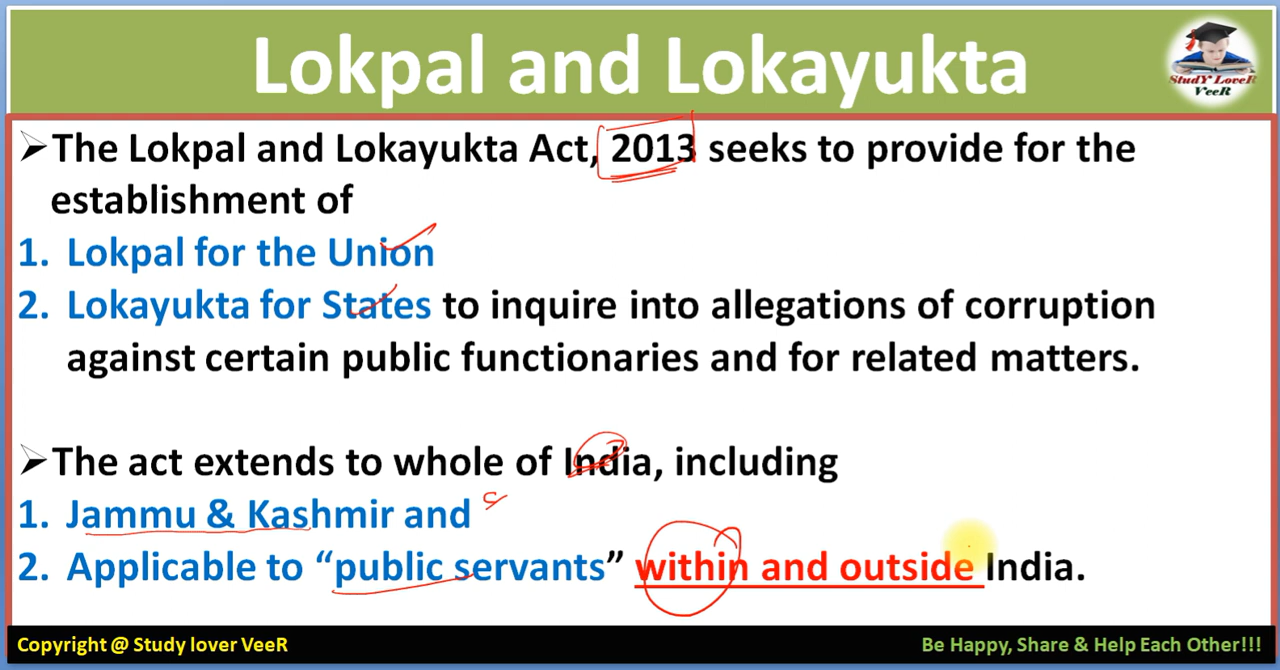 Lokpal and Lokayukta
StudY LoveR
VeeR
➢The Lokpal and Lokayukta Act, 2013 seeks to provide for the
establishment of
1. Lokpal for the Union
2. Lokayukta for States to inquire into allegations of corruption
against certain public functionaries and for related matters.
➢The act extends to whole of India, including
1. Jammu & Kashmir and
2. Applicable to “public servants” within and outside India.
Copyright @ Study lover VeeR
Be Happy, Share & Help Each Other!!!